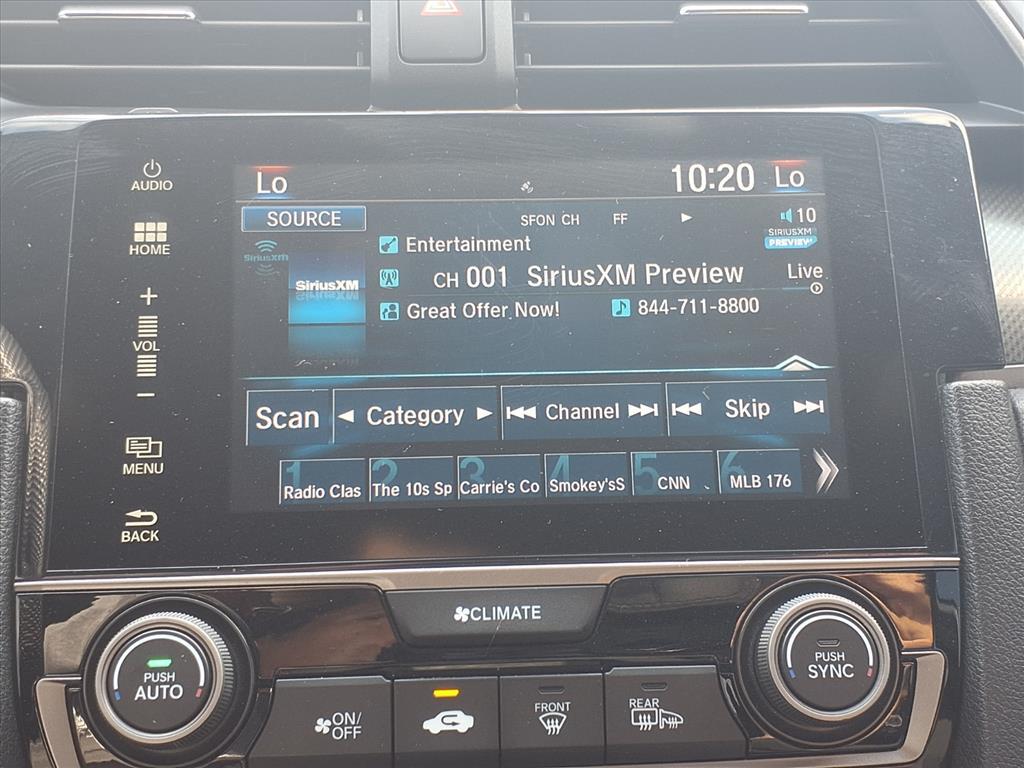 AUDIO
HOME
+
VOL
-
MENU
BACK
Lo
10:20
Lo
SOURCE
SFON CH
FF
10
SIRIUSXM
PREVIEW
SiriusXM
SiriusXM
Entertainment
CH 001 SiriusXM Preview
Live
Great Offer Now!
844-711-8800
Scan
Category
Channel
Skip
1 Radio Clas
2 The 10s Sp
3 Carrie's Co
4 Smokey'sS
5 CNN
6 MLB 176
CLIMATE
PUSH
AUTO
ON/
OFF
FRONT
REAR
PUSH
SYNC